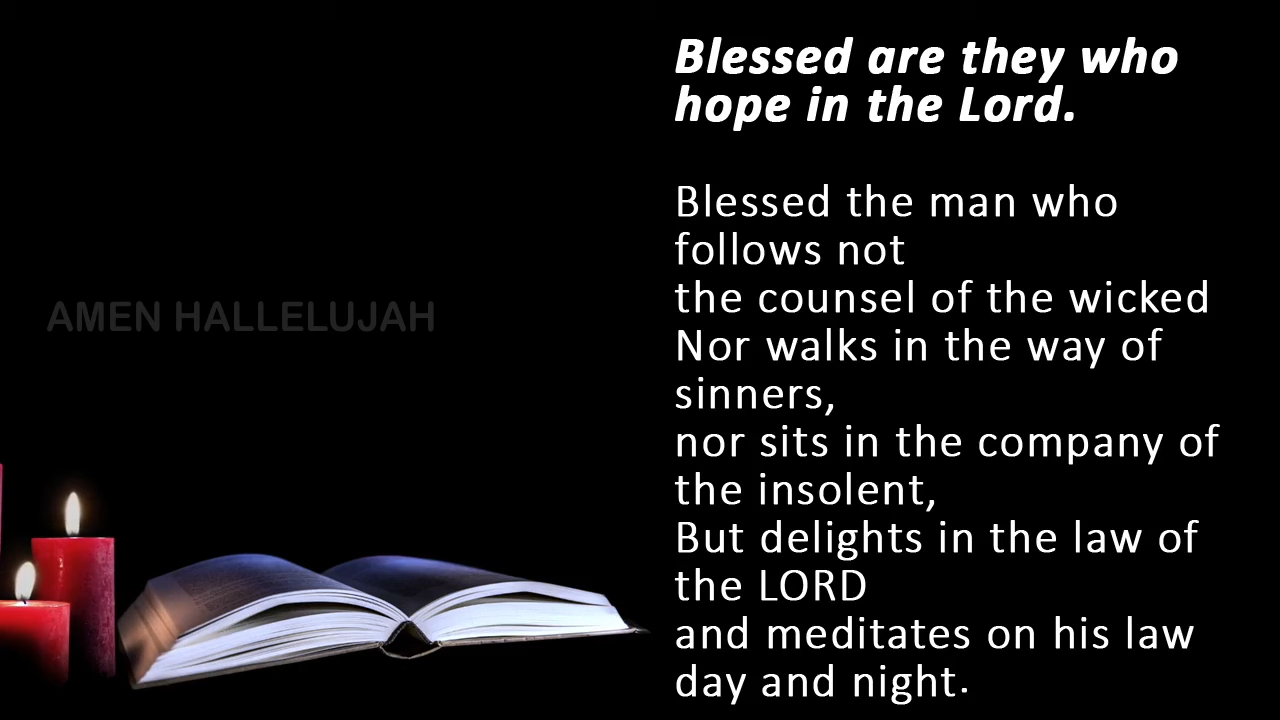 Blessed are they who
hope in the Lord.
Blessed the man who
follows not
the counsel of the wicked
Nor walks in the way of
sinners,
nor sits in the company of
the insolent,
But delights in the law of
the LORD
and meditates on his law
day and night.
AMEN HALLELUJAH